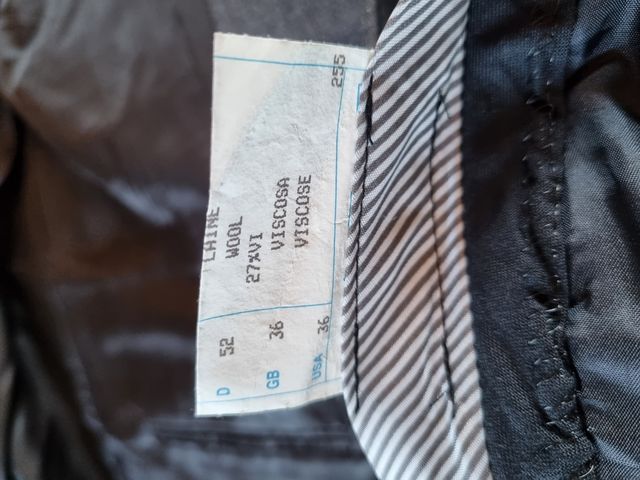 LAINE
WOOL
27%VI
VISCOSA
VISCOSE
255
D 52
GB 36
USA 36